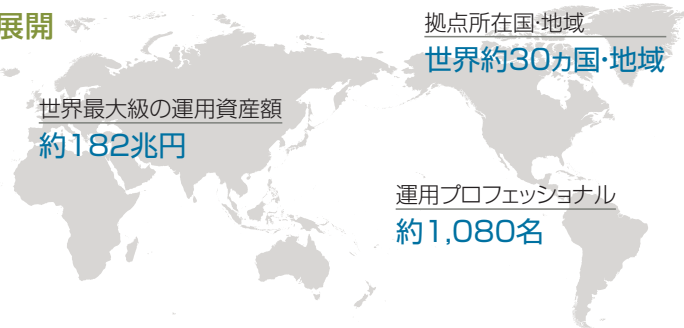 展開
拠点所在国・地域
世界約30ヵ国・地域
世界最大級の運用資産額
約182兆円
運用プロフェッショナル
約1,080名